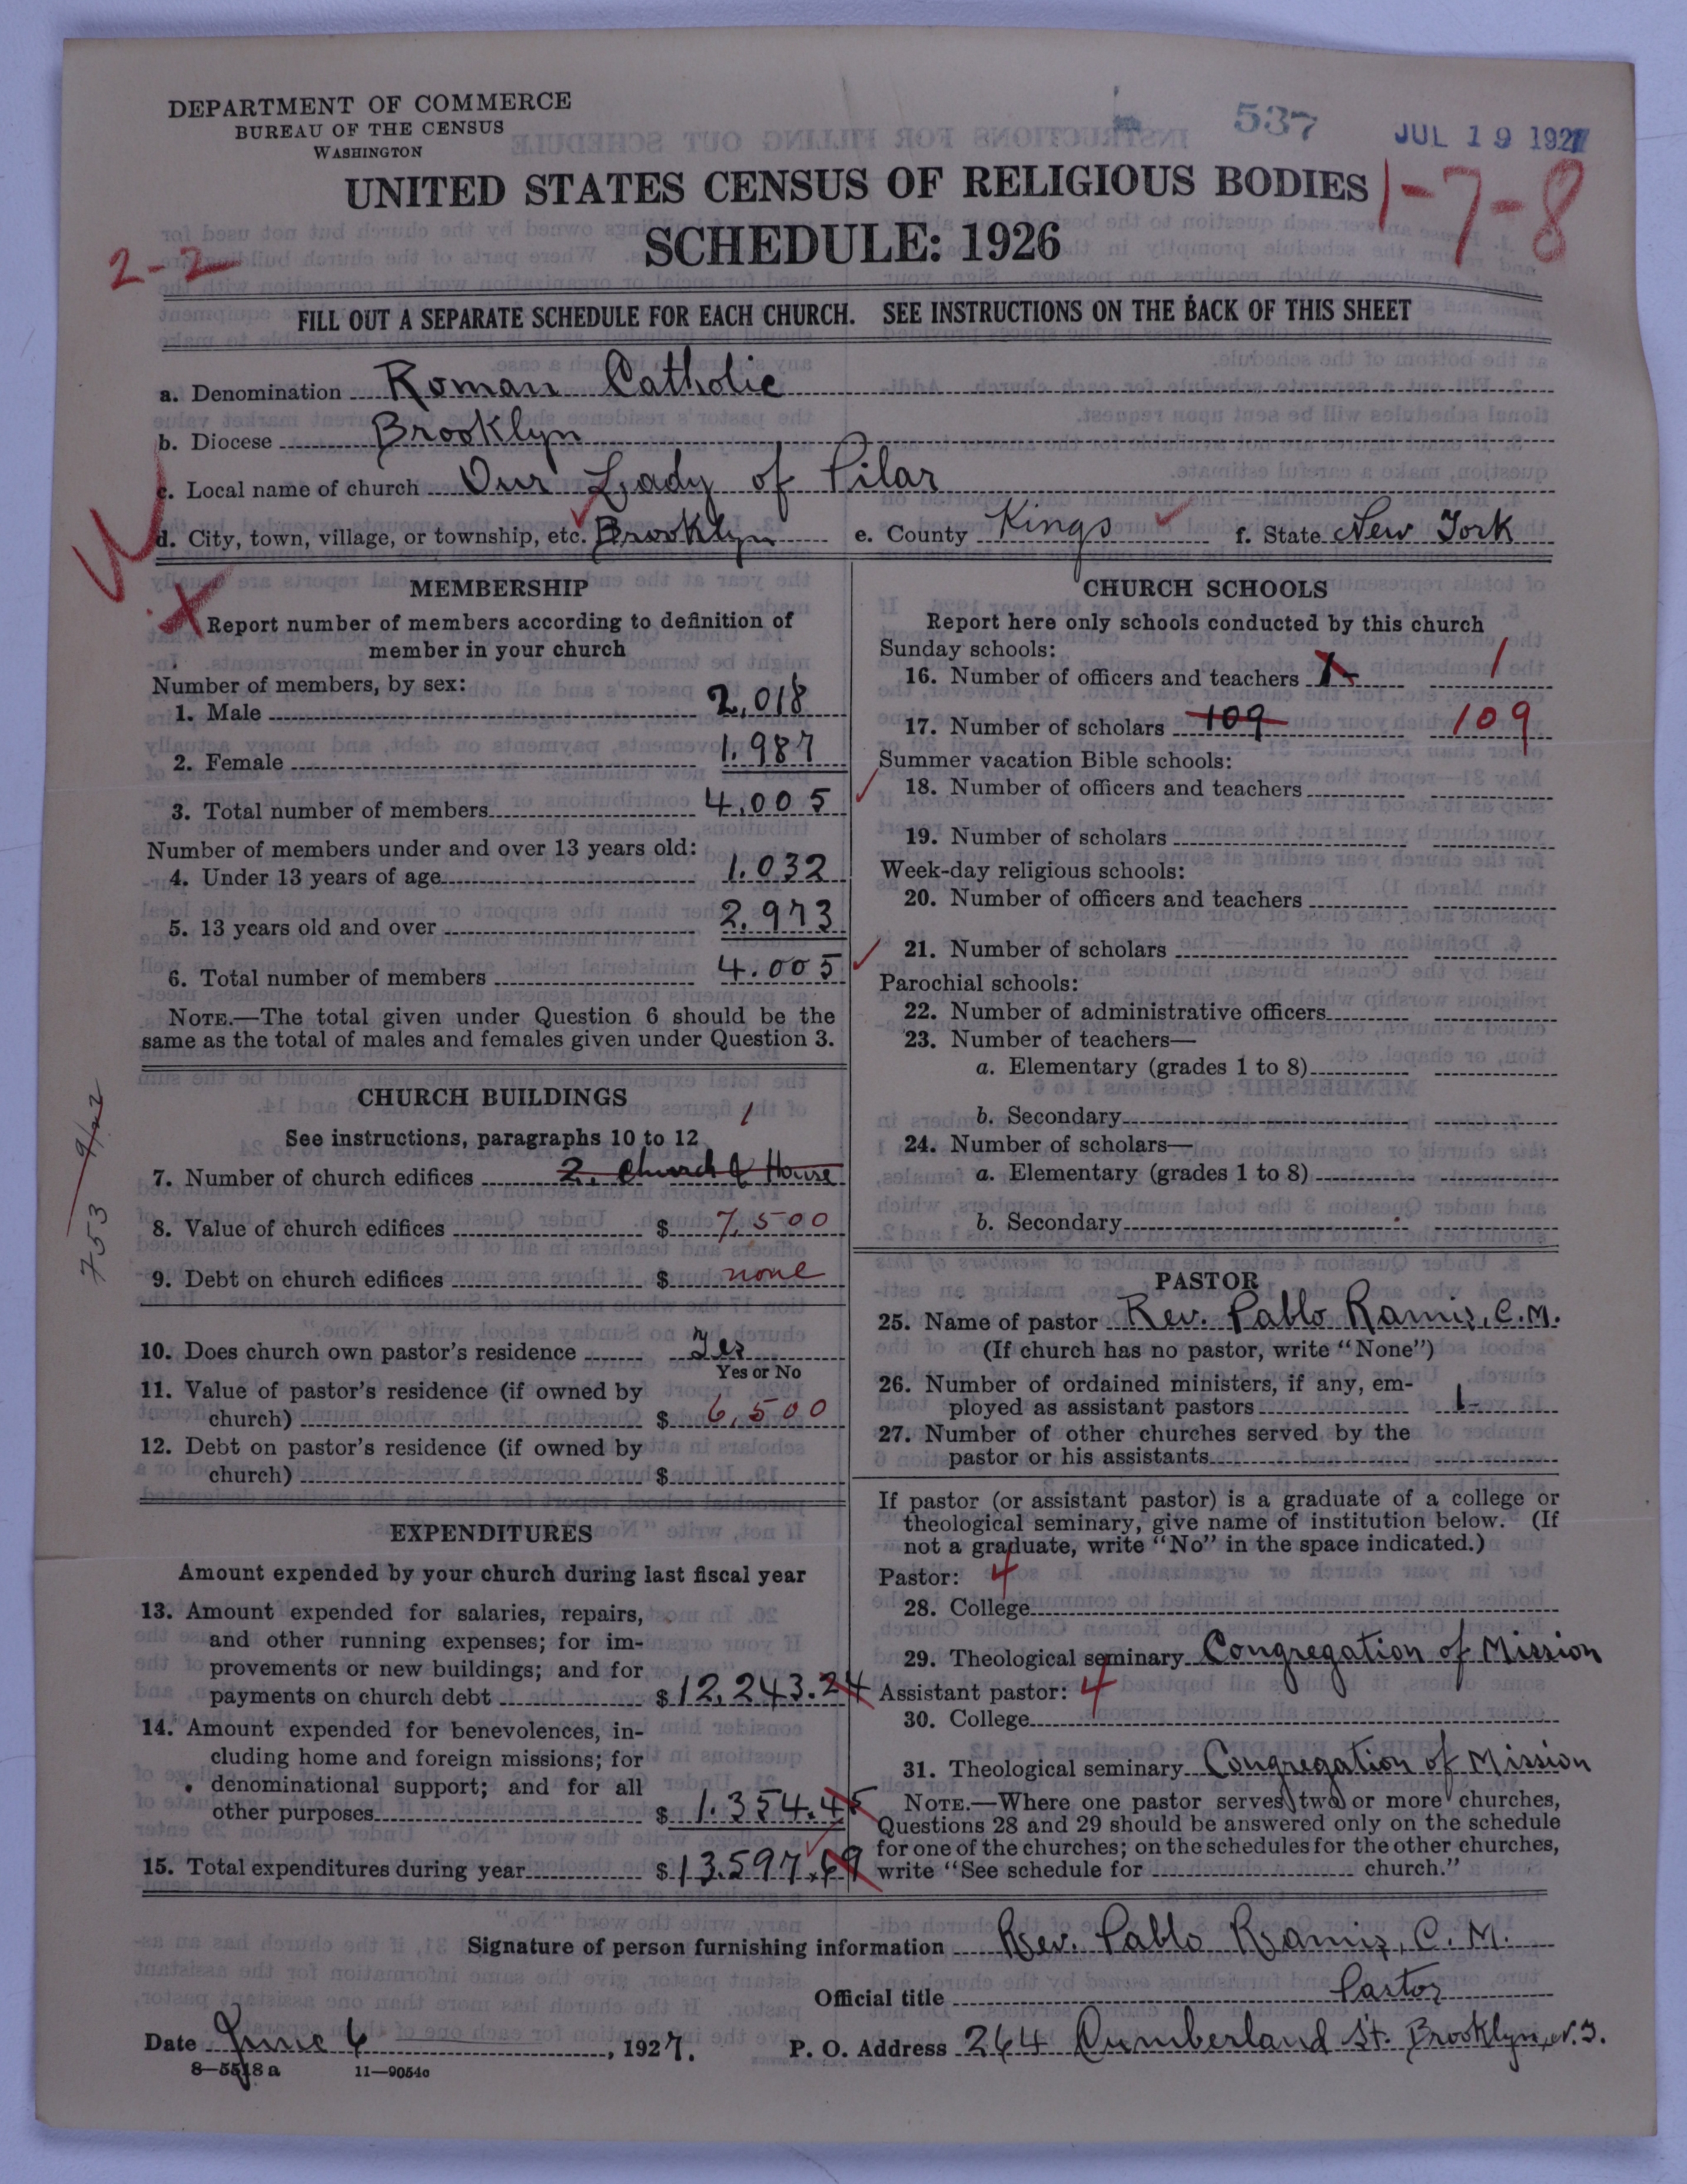 DEPARTMENT OF COMMERCE
BUREAU OF THE CENSUS
WASHINGTON
537
JUL 19 1927
UNITED STATES CENSUS OF RELIGIOUS BODIES
1-7-8
SCHEDULE: 1926
2-2
FILL OUT A SEPARATE SCHEDULE FOR EACH CHURCH. SEE INSTRUCTIONS ON THE BACK OF THIS SHEET
a. Denomination Roman Catholic
b. Diocese Brooklyn
c. Local name of church Our Lady of Pilar
d. City, town, village, or township, etc. Brooklyn e. County Kings f. State New York
MEMBERSHIP
Report number of members according to definition of
member in your church
Number of members, by sex:
1. Male 2,018
2. Female 1.987
3. Total number of members 4,005
Number of members under and over 13 years old:
4. Under 13 years of age 1.032
5. 13 years old and over 2.973
6. Total number of members 4.005
NOTE.—The total given under Question 6 should be the
same as the total of males and females given under Question 3.
CHURCH BUILDINGS
See instructions, paragraphs 10 to 12
1
7. Number of church edifices 2. Church & House
8. Value of church edifices $ 7,500
9. Debt on church edifices $ none
10. Does church own pastor's residence Yes
Yes or No
11. Value of pastor's residence (if owned by
church) $ 6,500
12. Debt on pastor's residence (if owned by
church) $
753 9/22
EXPENDITURES
Amount expended by your church during last fiscal year
13. Amount expended for salaries, repairs,
and other running expenses; for im-
provements or new buildings; and for
payments on church debt $ 12,243.24
14. Amount expended for benevolences, in-
cluding home and foreign missions; for
denominational support; and for all
other purposes $ 1.354.45
15. Total expenditures during year $ 13.597.69
CHURCH SCHOOLS
Report here only schools conducted by this church
Sunday schools:
16. Number of officers and teachers 1 1
17. Number of scholars 109 109
Summer vacation Bible schools:
18. Number of officers and teachers
19. Number of scholars
Week-day religious schools:
20. Number of officers and teachers
21. Number of scholars
Parochial schools:
22. Number of administrative officers
23. Number of teachers—
a. Elementary (grades 1 to 8)
b. Secondary
24. Number of scholars—
a. Elementary (grades 1 to 8)
b. Secondary
PASTOR
25. Name of pastor Rev. Pablo Ramis, C.M.
(If church has no pastor, write "None")
26. Number of ordained ministers, if any, em-
ployed as assistant pastors 1
27. Number of other churches served by the
pastor or his assistants
If pastor (or assistant pastor) is a graduate of a college or
theological seminary, give name of institution below. (If
not a graduate, write "No" in the space indicated.)
Pastor: 4
28. College
29. Theological seminary Congregation of Mission
Assistant pastor: 4
30. College
31. Theological seminary Congregation of Mission
NOTE.—Where one pastor serves two or more churches,
Questions 28 and 29 should be answered only on the schedule
for one of the churches; on the schedules for the other churches,
write "See schedule for church."
Signature of person furnishing information Rev. Pablo Ramis, C.M.
Official title Pastor
Date June 6, 1927. P. O. Address 264 Cumberland St. Brooklyn, N.Y.
8—5518 a 11—9054c